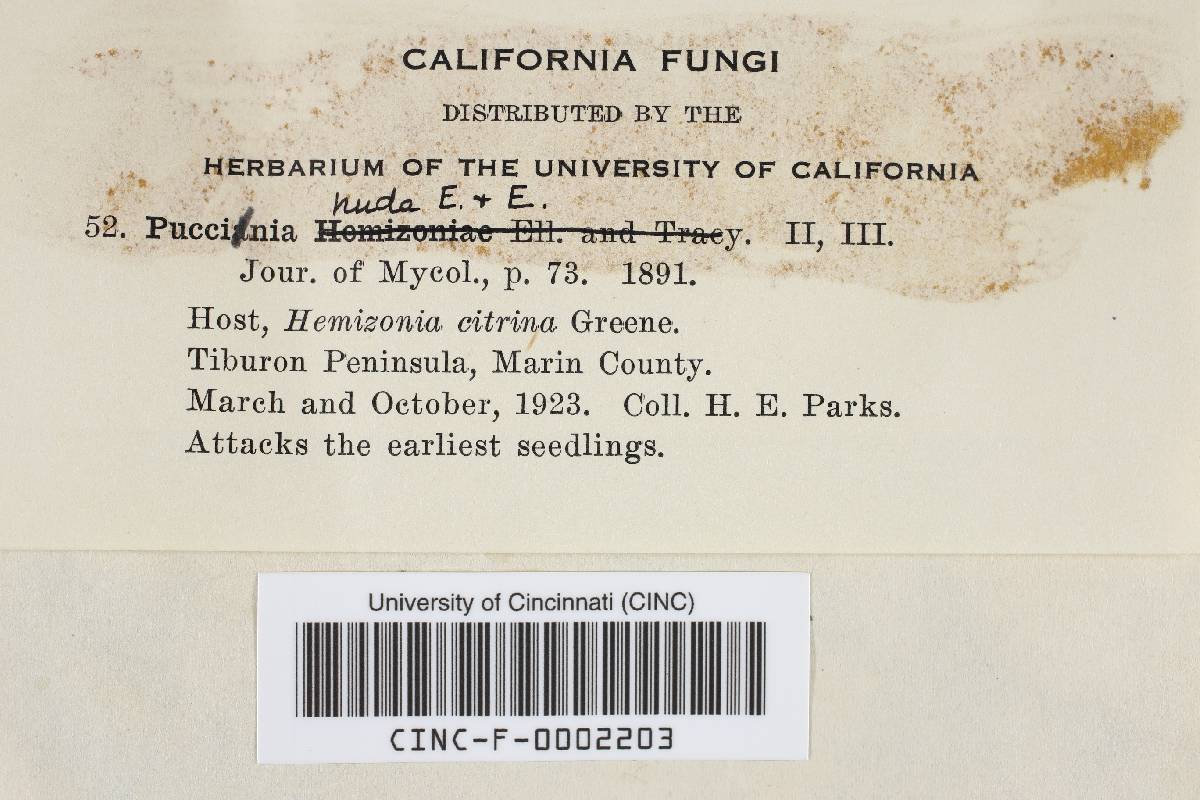 CALIFORNIA FUNGI
DISTRIBUTED BY THE
HERBARIUM OF THE UNIVERSITY OF CALIFORNIA
nuda E. + E.
52. Puccinia Hemizoniae Ell. and Tracy. II, III.
Jour. of Mycol., p. 73. 1891.
Host, Hemizonia citrina Greene.
Tiburon Peninsula, Marin County.
March and October, 1923. Coll. H. E. Parks.
Attacks the earliest seedlings.
University of Cincinnati (CINC)
CINC-F-0002203